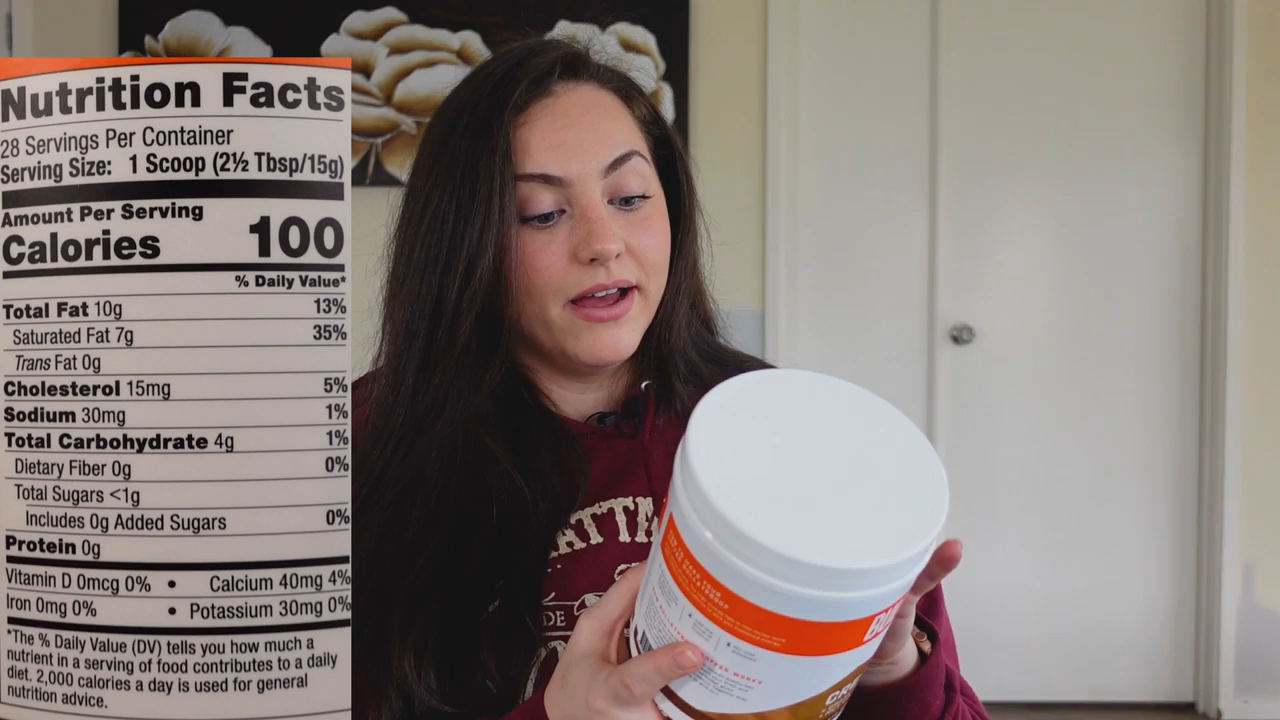 Nutrition Facts
28 Servings Per Container
Serving Size: 1 Scoop (2½ Tbsp/15g)
Amount Per Serving
Calories 100
% Daily Value*
Total Fat 10g 13%
Saturated Fat 7g 35%
Trans Fat 0g
Cholesterol 15mg 5%
Sodium 30mg 1%
Total Carbohydrate 4g 1%
Dietary Fiber 0g 0%
Total Sugars <1g
Includes 0g Added Sugars 0%
Protein 0g
Vitamin D 0mcg 0% • Calcium 40mg 4%
Iron 0mg 0% • Potassium 30mg 0%
*The % Daily Value (DV) tells you how much a
nutrient in a serving of food contributes to a daily
diet. 2,000 calories a day is used for general
nutrition advice.